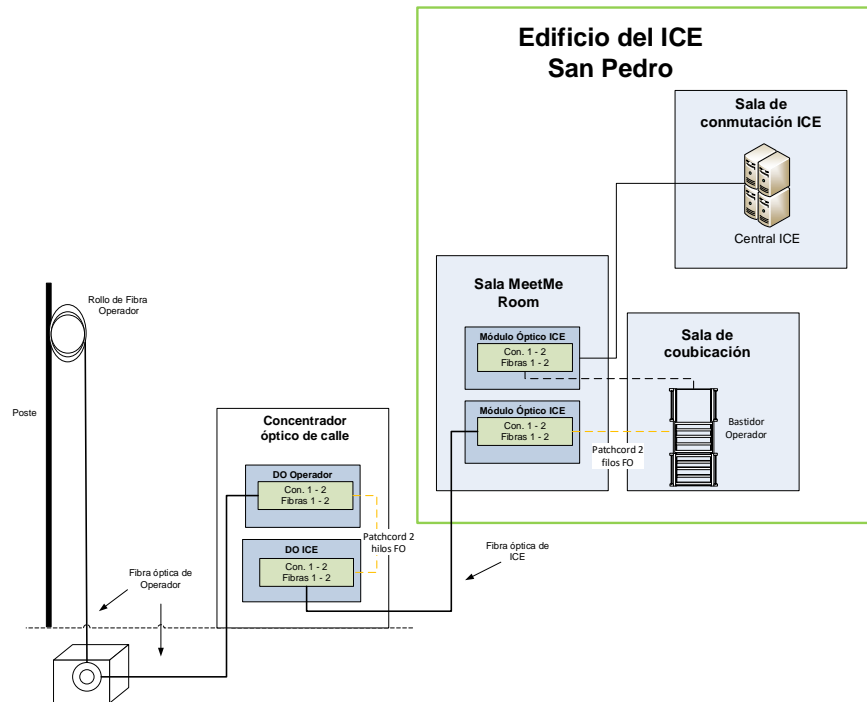 Edificio del ICE
San Pedro
Sala de
conmutación ICE
Central ICE
Sala MeetMe
Room
Módulo Óptico ICE
Con. 1 - 2
Fibras 1 - 2
Módulo Óptico ICE
Con. 1 - 2
Fibras 1 - 2
Sala de
coubicación
Bastidor
Operador
Patchcord 2
filos FO
Rollo de Fibra
Operador
Poste
Concentrador
óptico de calle
DO Operador
Con. 1 - 2
Fibras 1 - 2
Patchcord 2
hilos FO
DO ICE
Con. 1 - 2
Fibras 1 - 2
Fibra óptica de
ICE
Fibra óptica de
Operador